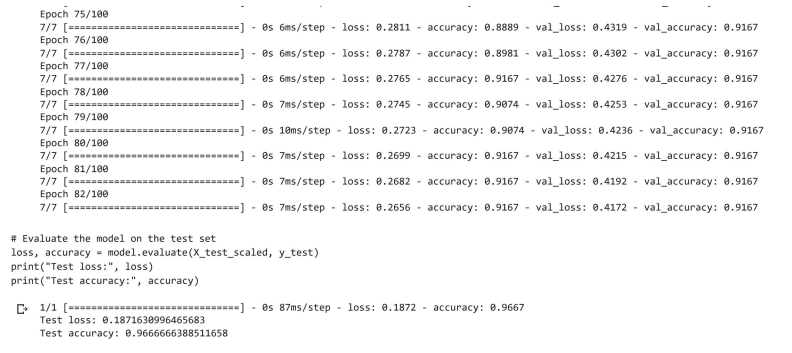 Epoch 75/100
7/7 [==============================] - 0s 6ms/step - loss: 0.2811 - accuracy: 0.8889 - val_loss: 0.4319 - val_accuracy: 0.9167
Epoch 76/100
7/7 [==============================] - 0s 6ms/step - loss: 0.2787 - accuracy: 0.8981 - val_loss: 0.4302 - val_accuracy: 0.9167
Epoch 77/100
7/7 [==============================] - 0s 6ms/step - loss: 0.2765 - accuracy: 0.9167 - val_loss: 0.4276 - val_accuracy: 0.9167
Epoch 78/100
7/7 [==============================] - 0s 7ms/step - loss: 0.2745 - accuracy: 0.9074 - val_loss: 0.4253 - val_accuracy: 0.9167
Epoch 79/100
7/7 [==============================] - 0s 10ms/step - loss: 0.2723 - accuracy: 0.9074 - val_loss: 0.4236 - val_accuracy: 0.9167
Epoch 80/100
7/7 [==============================] - 0s 7ms/step - loss: 0.2699 - accuracy: 0.9167 - val_loss: 0.4215 - val_accuracy: 0.9167
Epoch 81/100
7/7 [==============================] - 0s 7ms/step - loss: 0.2682 - accuracy: 0.9167 - val_loss: 0.4192 - val_accuracy: 0.9167
Epoch 82/100
7/7 [==============================] - 0s 7ms/step - loss: 0.2656 - accuracy: 0.9167 - val_loss: 0.4172 - val_accuracy: 0.9167
# Evaluate the model on the test set
loss, accuracy = model.evaluate(X_test_scaled, y_test)
print("Test loss:", loss)
print("Test accuracy:", accuracy)
1/1 [==============================] - 0s 87ms/step - loss: 0.1872 - accuracy: 0.9667
Test loss: 0.1871630996465683
Test accuracy: 0.9666666388511658